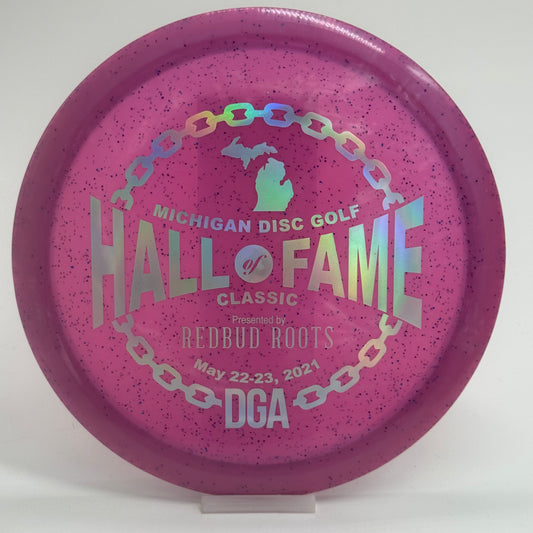 MICHIGAN DISC GOLF
HALL of FAME
CLASSIC
Presented by
REDBUD ROOTS
May 22-23, 2021
DGA